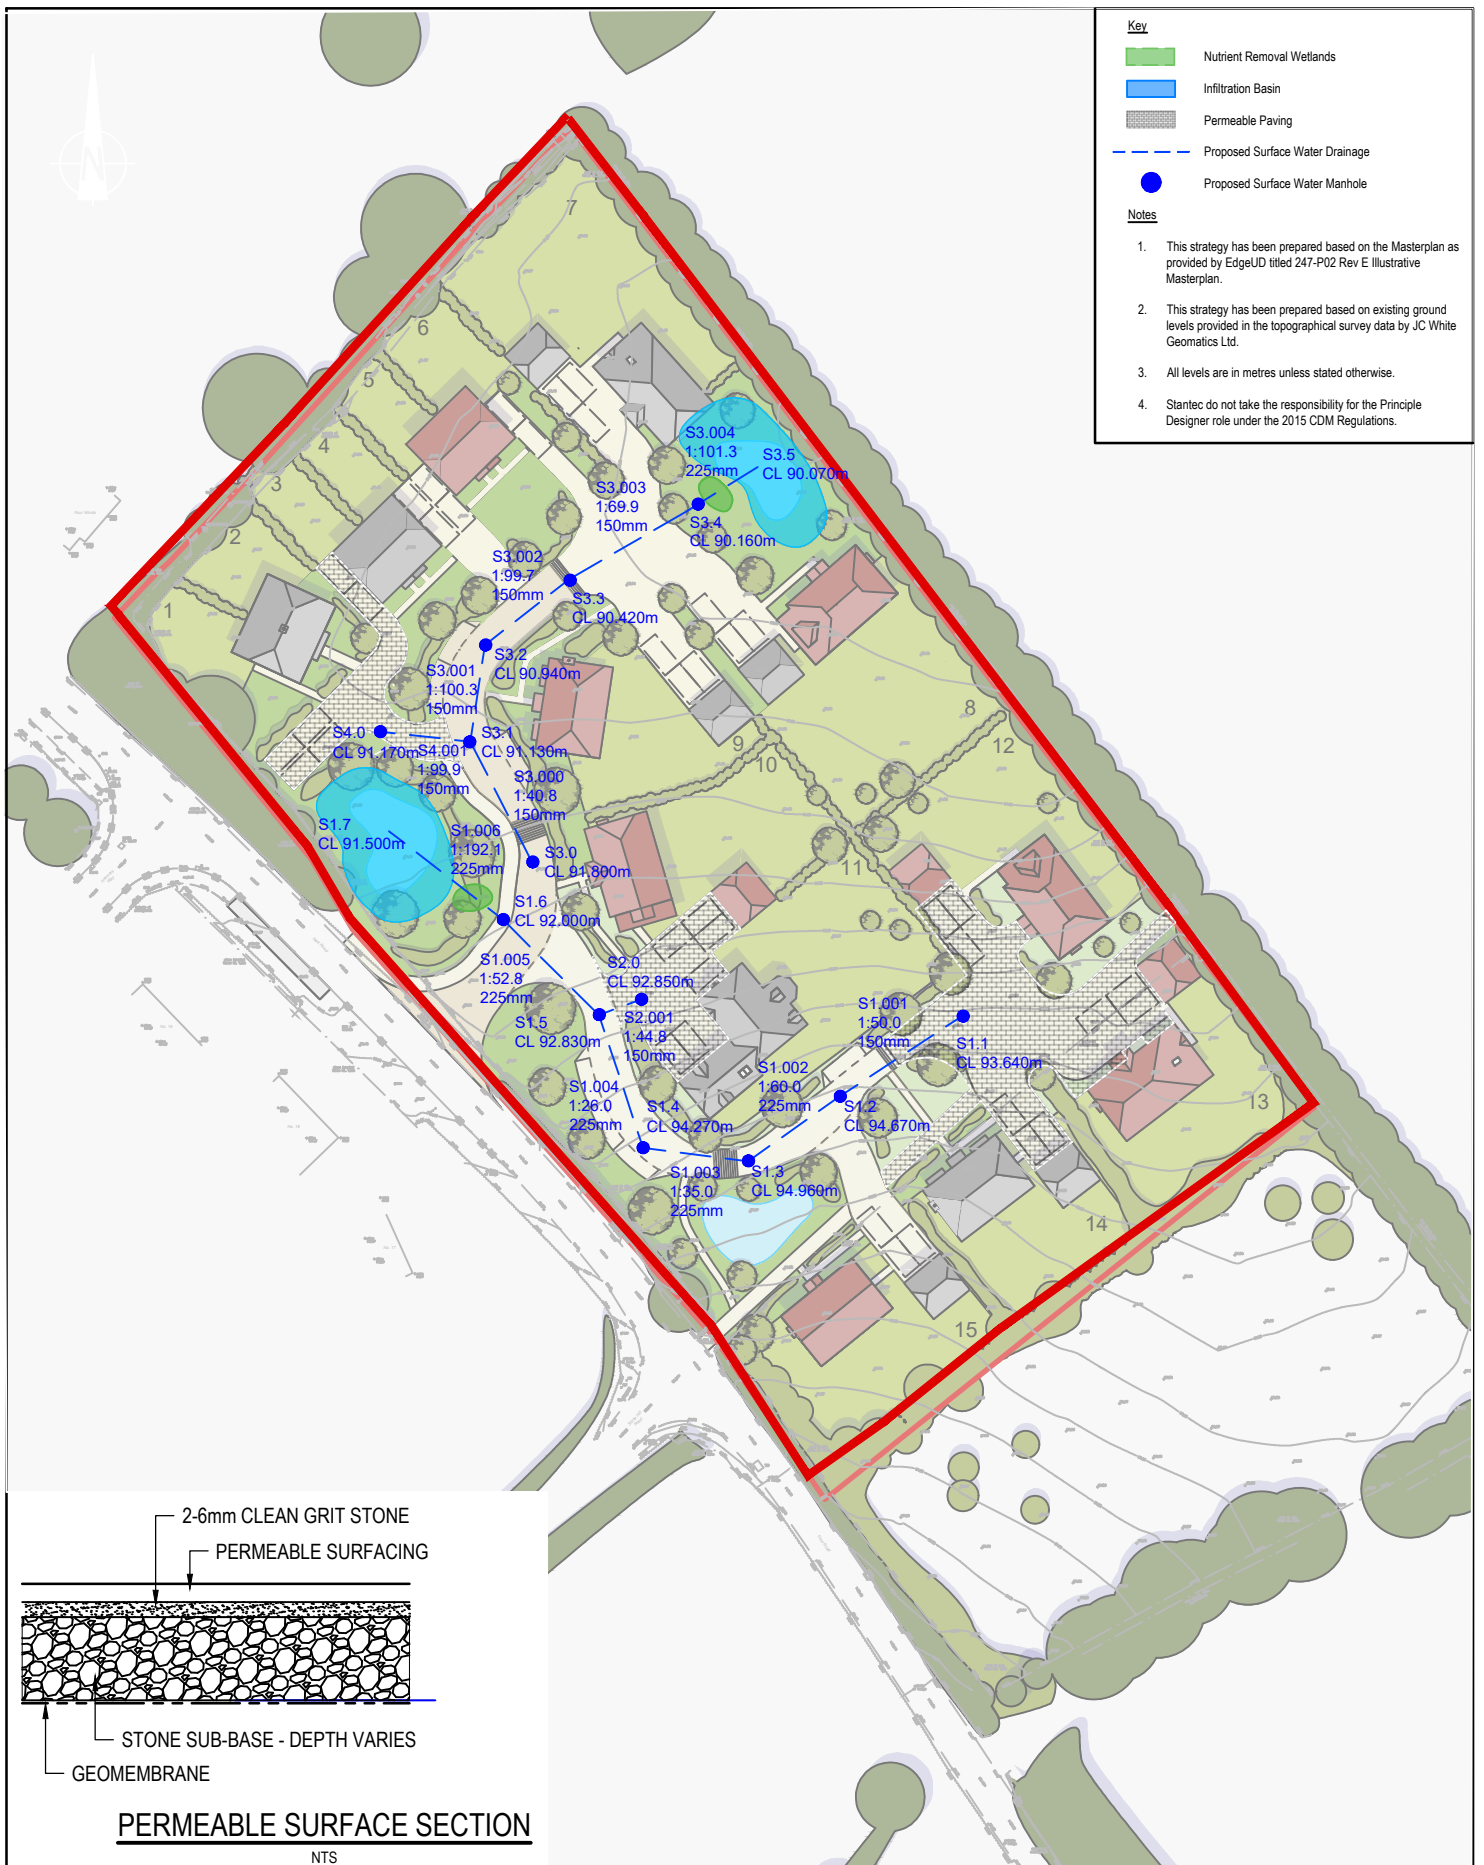 Key
Nutrient Removal Wetlands
Infiltration Basin
Permeable Paving
Proposed Surface Water Drainage
Proposed Surface Water Manhole
Notes
1. This strategy has been prepared based on the Masterplan as
provided by EdgeUD titled 247-P02 Rev E Illustrative
Masterplan.
2. This strategy has been prepared based on existing ground
levels provided in the topographical survey data by JC White
Geomatics Ltd.
3. All levels are in metres unless stated otherwise.
4. Stantec do not take the responsibility for the Principle
Designer role under the 2015 CDM Regulations.
N
7
6
5
4
3
2
1
S3.004
1:101.3
225mm
S3.5
CL 90.070m
S3.003
1:69.9
150mm
S3.4
CL 90.160m
S3.002
1:99.7
150mm
S3.3
CL 90.420m
S3.2
CL 90.940m
S3.001
1:100.3
150mm
S4.0
CL 91.170m
S4.001
1:99.9
150mm
S3.1
CL 91.130m
S3.000
1:40.8
150mm
8
9
10
12
11
S1.7
CL 91.500m
S1.006
1:192.1
225mm
S3.0
CL 91.800m
S1.6
CL 92.000m
S1.005
1:52.8
225mm
S2.0
CL 92.850m
S1.5
CL 92.830m
S2.001
1:44.8
150mm
S1.001
1:50.0
150mm
S1.1
CL 93.640m
S1.002
1:60.0
225mm
S1.004
1:26.0
225mm
S1.4
CL 94.270m
S1.2
CL 94.670m
S1.003
1:35.0
225mm
S1.3
CL 94.960m
13
14
15
2-6mm CLEAN GRIT STONE
PERMEABLE SURFACING
STONE SUB-BASE - DEPTH VARIES
GEOMEMBRANE
PERMEABLE SURFACE SECTION
NTS